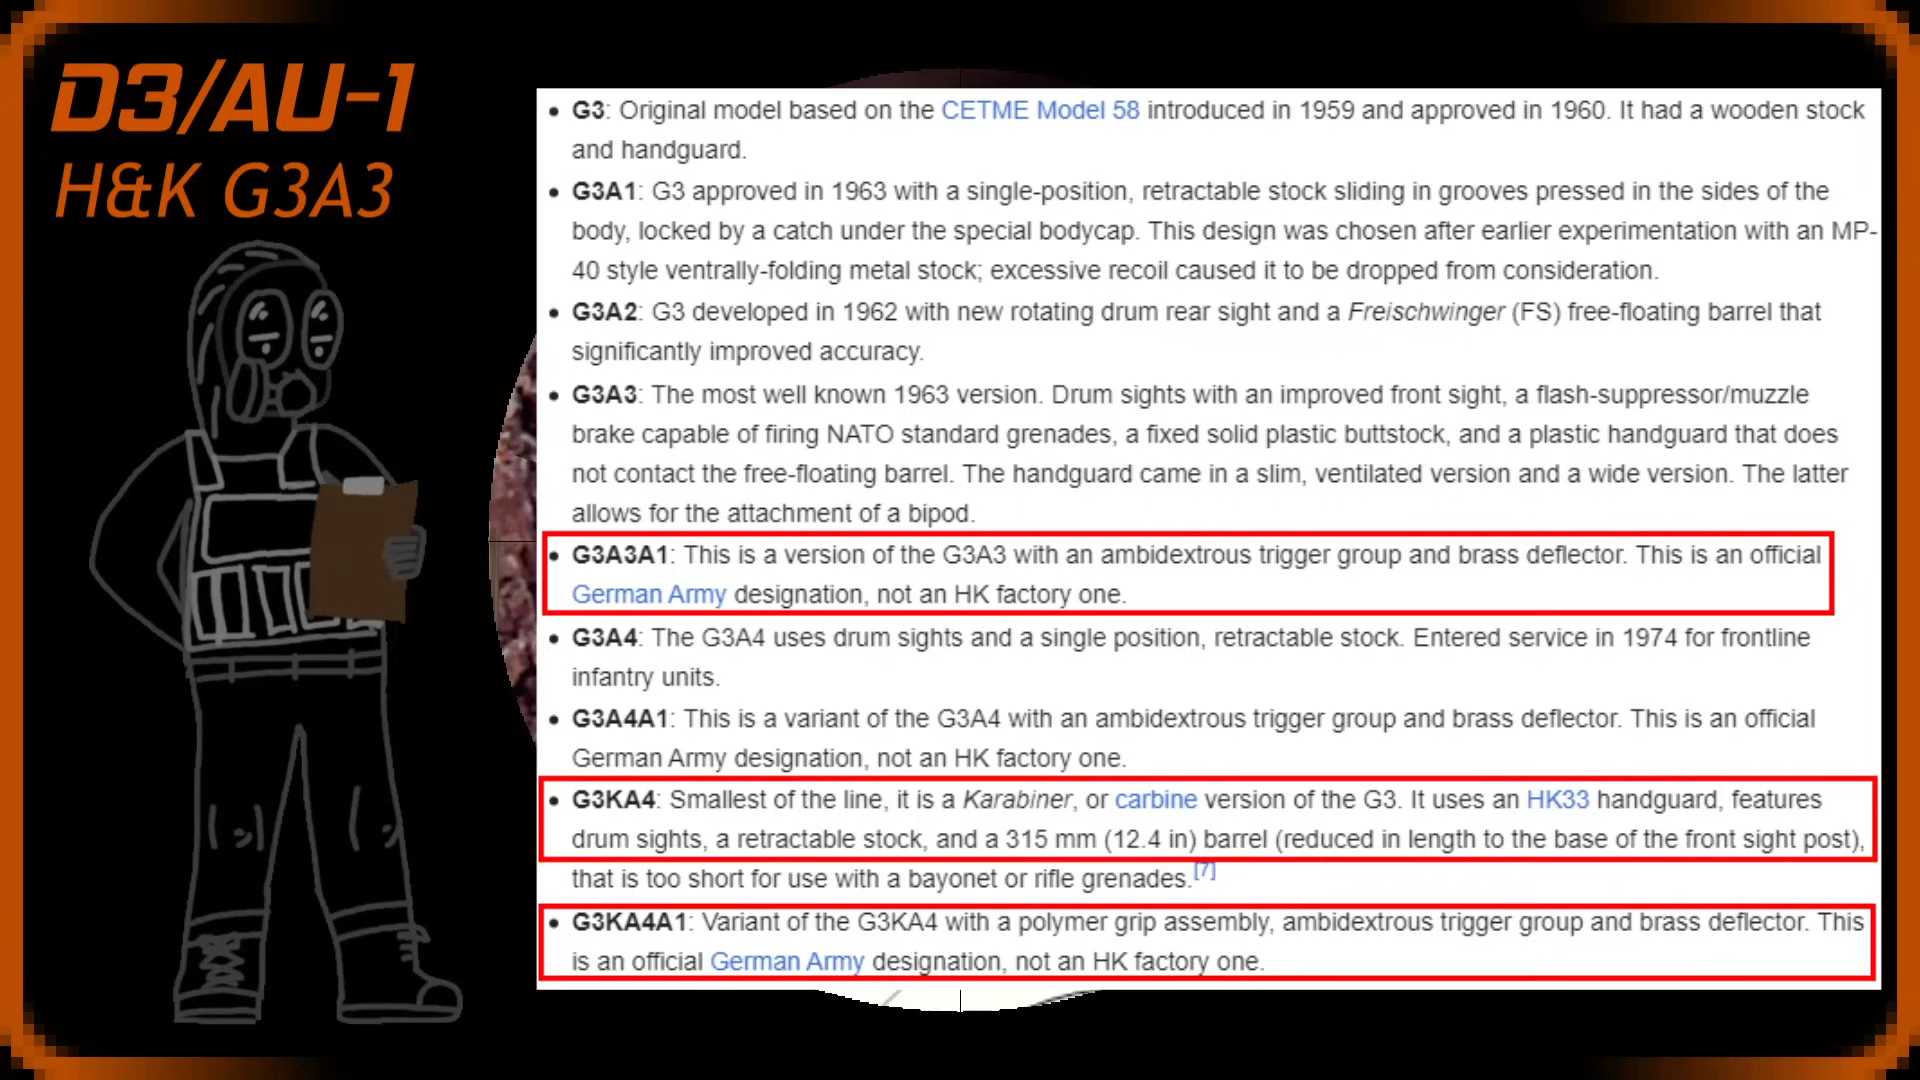 D3/AU-1
H&K G3A3
• G3: Original model based on the CETME Model 58 introduced in 1959 and approved in 1960. It had a wooden stock
and handguard.
• G3A1: G3 approved in 1963 with a single-position, retractable stock sliding in grooves pressed in the sides of the
body, locked by a catch under the special bodycap. This design was chosen after earlier experimentation with an MP-
40 style ventrally-folding metal stock; excessive recoil caused it to be dropped from consideration.
• G3A2: G3 developed in 1962 with new rotating drum rear sight and a Freischwinger (FS) free-floating barrel that
significantly improved accuracy.
• G3A3: The most well known 1963 version. Drum sights with an improved front sight, a flash-suppressor/muzzle
brake capable of firing NATO standard grenades, a fixed solid plastic buttstock, and a plastic handguard that does
not contact the free-floating barrel. The handguard came in a slim, ventilated version and a wide version. The latter
allows for the attachment of a bipod.
• G3A3A1: This is a version of the G3A3 with an ambidextrous trigger group and brass deflector. This is an official
German Army designation, not an HK factory one.
• G3A4: The G3A4 uses drum sights and a single position, retractable stock. Entered service in 1974 for frontline
infantry units.
• G3A4A1: This is a variant of the G3A4 with an ambidextrous trigger group and brass deflector. This is an official
German Army designation, not an HK factory one.
• G3KA4: Smallest of the line, it is a Karabiner, or carbine version of the G3. It uses an HK33 handguard, features
drum sights, a retractable stock, and a 315 mm (12.4 in) barrel (reduced in length to the base of the front sight post),
that is too short for use with a bayonet or rifle grenades.[7]
• G3KA4A1: Variant of the G3KA4 with a polymer grip assembly, ambidextrous trigger group and brass deflector. This
is an official German Army designation, not an HK factory one.